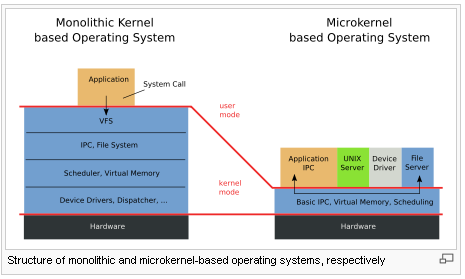 Monolithic Kernel
based Operating System
Microkernel
based Operating System
Application
System Call
VFS
user
mode
IPC, File System
Scheduler, Virtual Memory
kernel
mode
Device Drivers, Dispatcher, ...
Hardware
Application
IPC
UNIX
Server
Device
Driver
File
Server
Basic IPC, Virtual Memory, Scheduling
Hardware
Structure of monolithic and microkernel-based operating systems, respectively